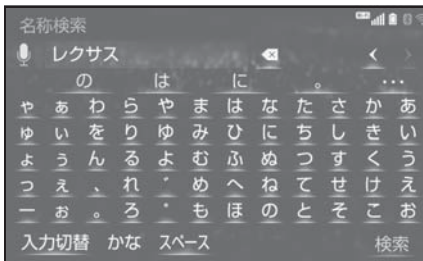 名称検索
レクサス
の は に 。 …
ゃ ぁ わ ら や ま は な た さ か あ
ゅ ぃ を り ゆ み ひ に ち し き い
ょ ぅ ん る よ む ふ ぬ つ す く う
っ ぇ 、 れ ゛ め へ ね て せ け え
ー ぉ 。 ろ ゜ も ほ の と そ こ お
入力切替 かな スペース 検索